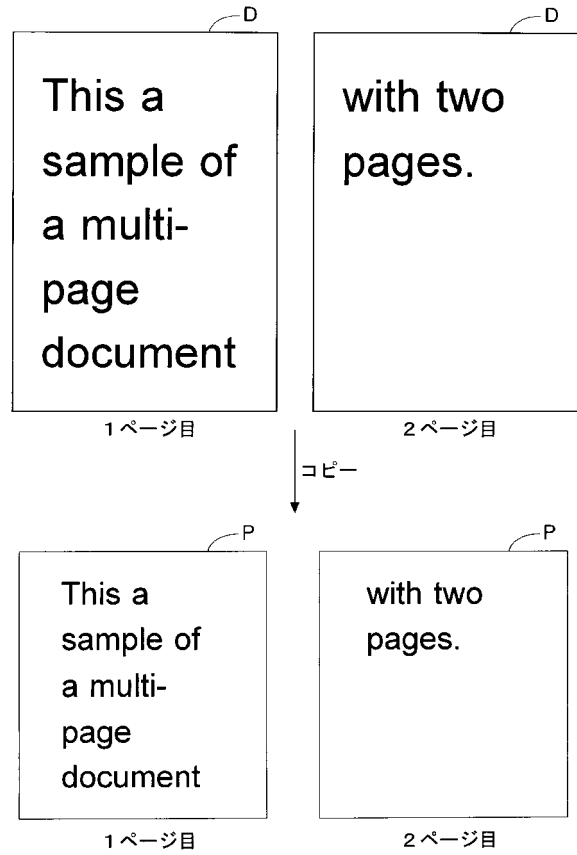 D
This a
sample of
a multi-
page
document
1ページ目
D
with two
pages.
2ページ目
コピー
P
This a
sample of
a multi-
page
document
1ページ目
P
with two
pages.
2ページ目